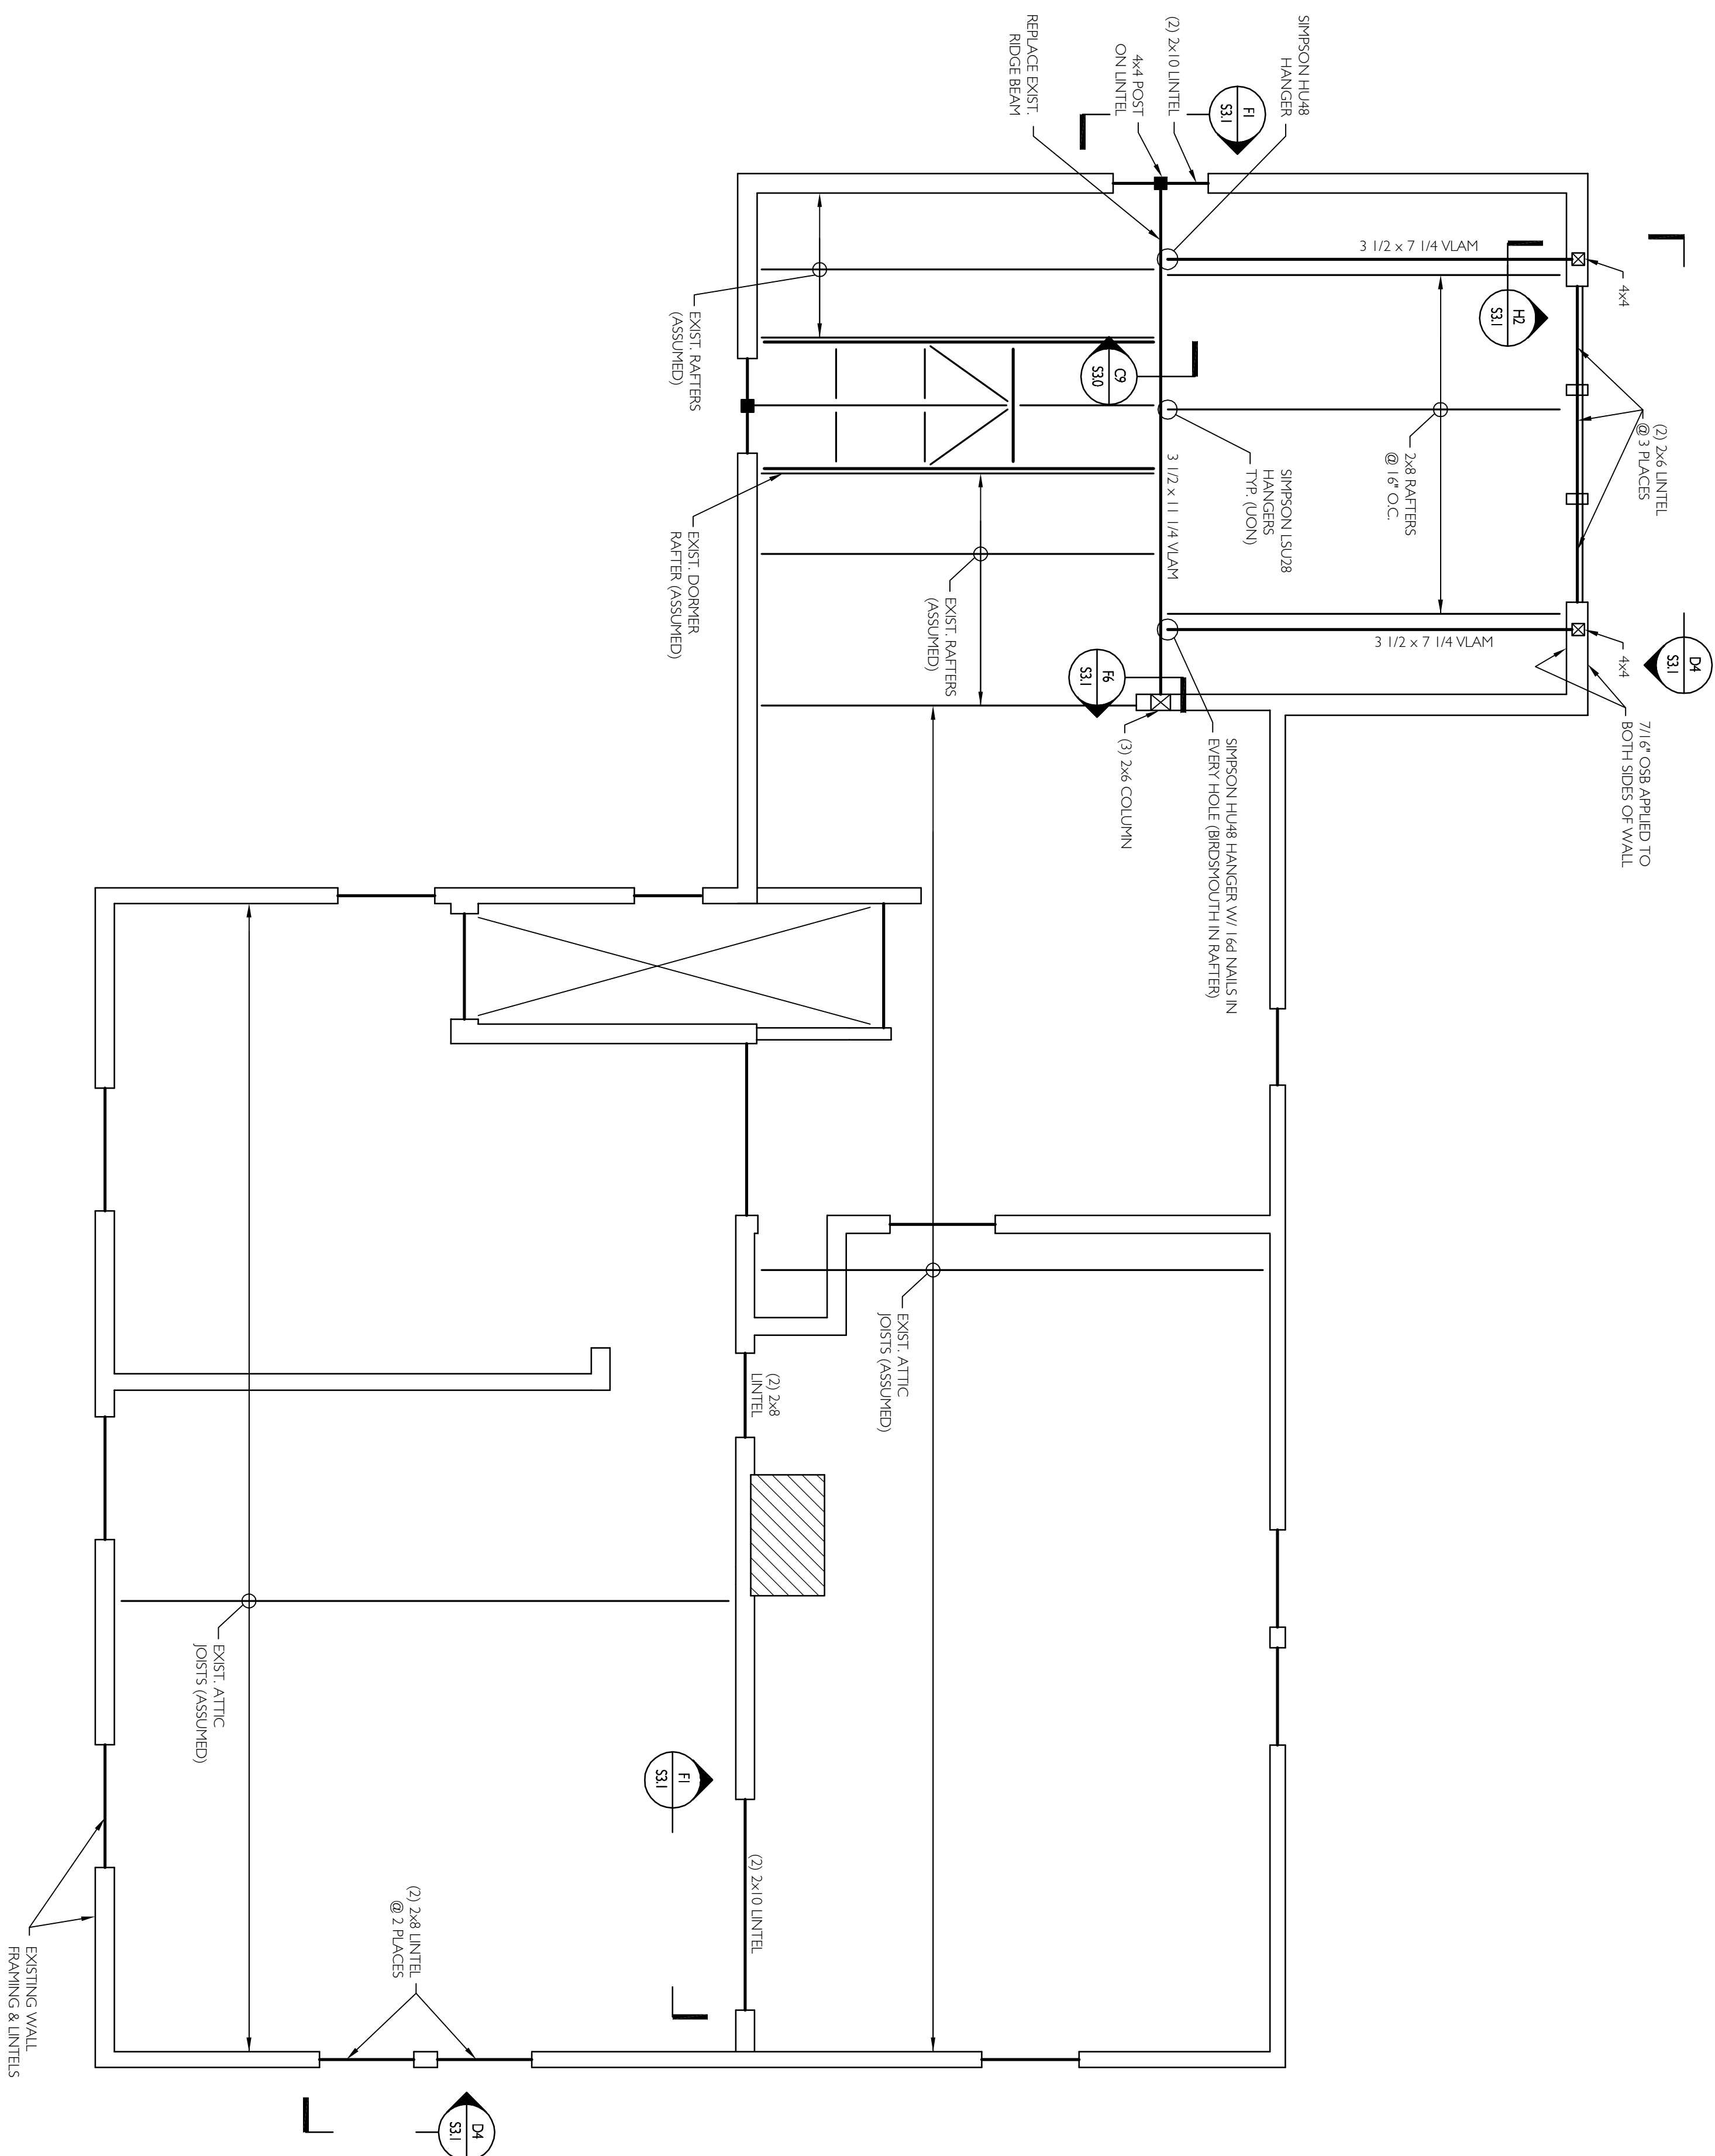 SIMPSON HU48
HANGER
(2) 2x10 LINTEL
4x4 POST
ON LINTEL
REPLACE EXIST.
RIDGE BEAM
F1
S3.1
3 1/2 x 7 1/4 VLAM
4x4
H2
S3.1
(2) 2x6 LINTEL
@ 3 PLACES
2x8 RAFTERS
@ 16" O.C.
SIMPSON LSU28
HANGERS
TYP. (UON)
3 1/2 x 11 1/4 VLAM
C9
S3.0
EXIST. RAFTERS
(ASSUMED)
EXIST. DORMER
RAFTER (ASSUMED)
EXIST. RAFTERS
(ASSUMED)
3 1/2 x 7 1/4 VLAM
4x4
D4
S3.1
F6
S3.1
7/16" OSB APPLIED TO
BOTH SIDES OF WALL
SIMPSON HU48 HANGER W/ 16d NAILS IN
EVERY HOLE (BIRDSMOUTH IN RAFTER)
(3) 2x6 COLUMN
EXIST. ATTIC
JOISTS (ASSUMED)
(2) 2x8
LINTEL
EXIST. ATTIC
JOISTS (ASSUMED)
F1
S3.1
(2) 2x10 LINTEL
(2) 2x8 LINTEL
@ 2 PLACES
EXISTING WALL
FRAMING & LINTELS
D4
S3.1